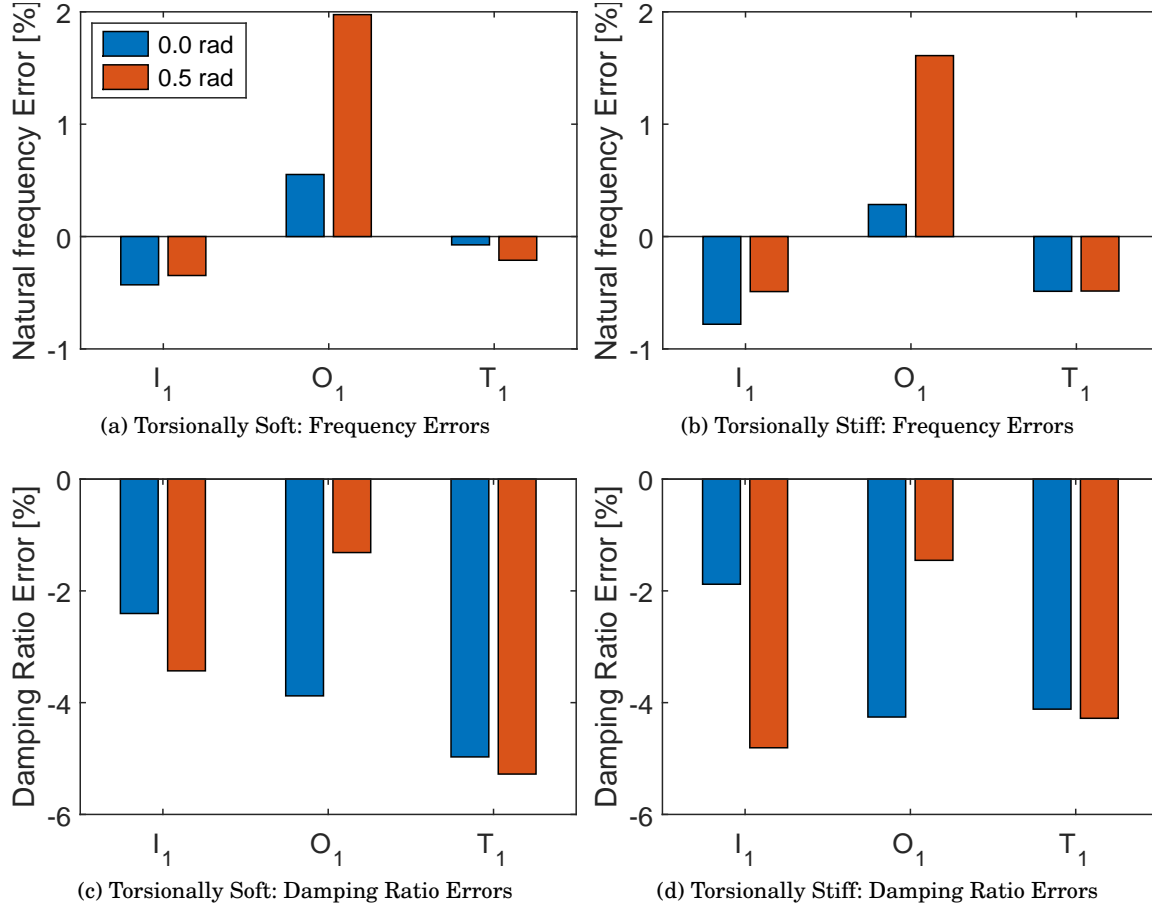 Natural frequency Error [%]
2
1
0
-1
0.0 rad
0.5 rad
I₁ O₁ T₁
(a) Torsionally Soft: Frequency Errors
Natural frequency Error [%]
2
1
0
-1
I₁ O₁ T₁
(b) Torsionally Stiff: Frequency Errors
Damping Ratio Error [%]
0
-2
-4
-6
I₁ O₁ T₁
(c) Torsionally Soft: Damping Ratio Errors
Damping Ratio Error [%]
0
-2
-4
-6
I₁ O₁ T₁
(d) Torsionally Stiff: Damping Ratio Errors